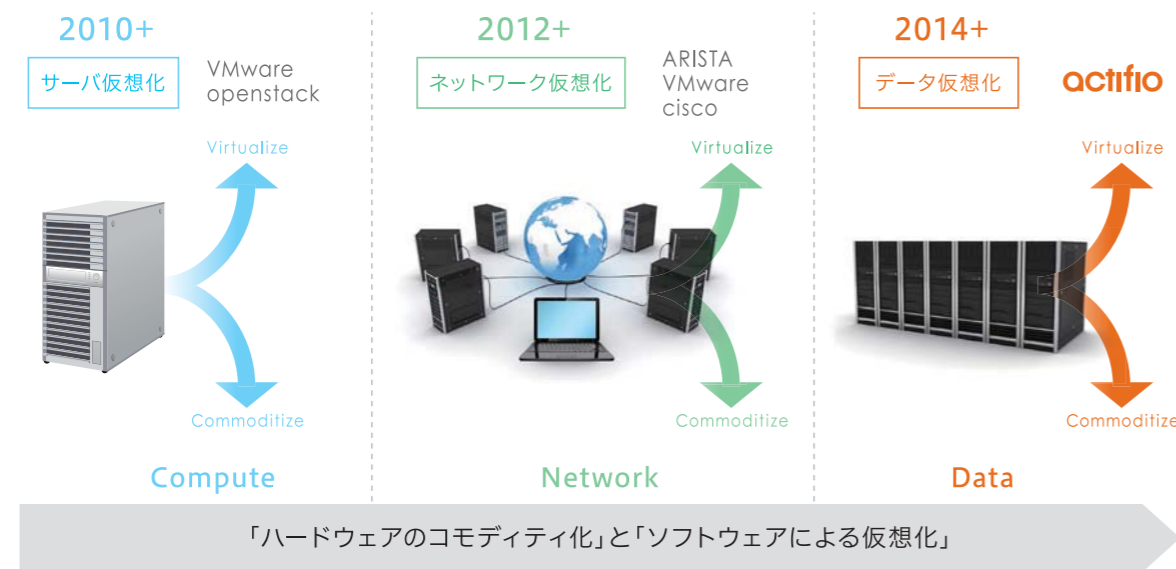 2010+
サーバ仮想化
VMware
openstack
Virtualize
Commoditize
Compute
2012+
ネットワーク仮想化
ARISTA
VMware
cisco
Virtualize
Commoditize
Network
2014+
データ仮想化
actifio
Virtualize
Commoditize
Data
「ハードウェアのコモディティ化」と「ソフトウェアによる仮想化」